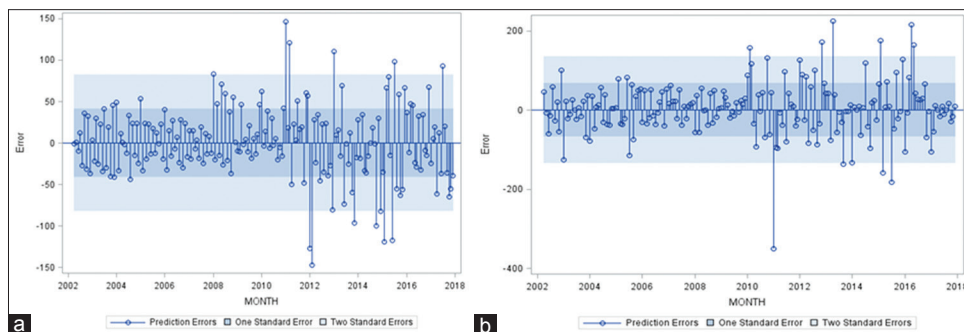 150
100
50
0
-50
-100
-150
Error
2002 2004 2006 2008 2010 2012 2014 2016 2018
MONTH
Prediction Errors One Standard Error Two Standard Errors
a
200
0
-200
-400
Error
2002 2004 2006 2008 2010 2012 2014 2016 2018
MONTH
Prediction Errors One Standard Error Two Standard Errors
b